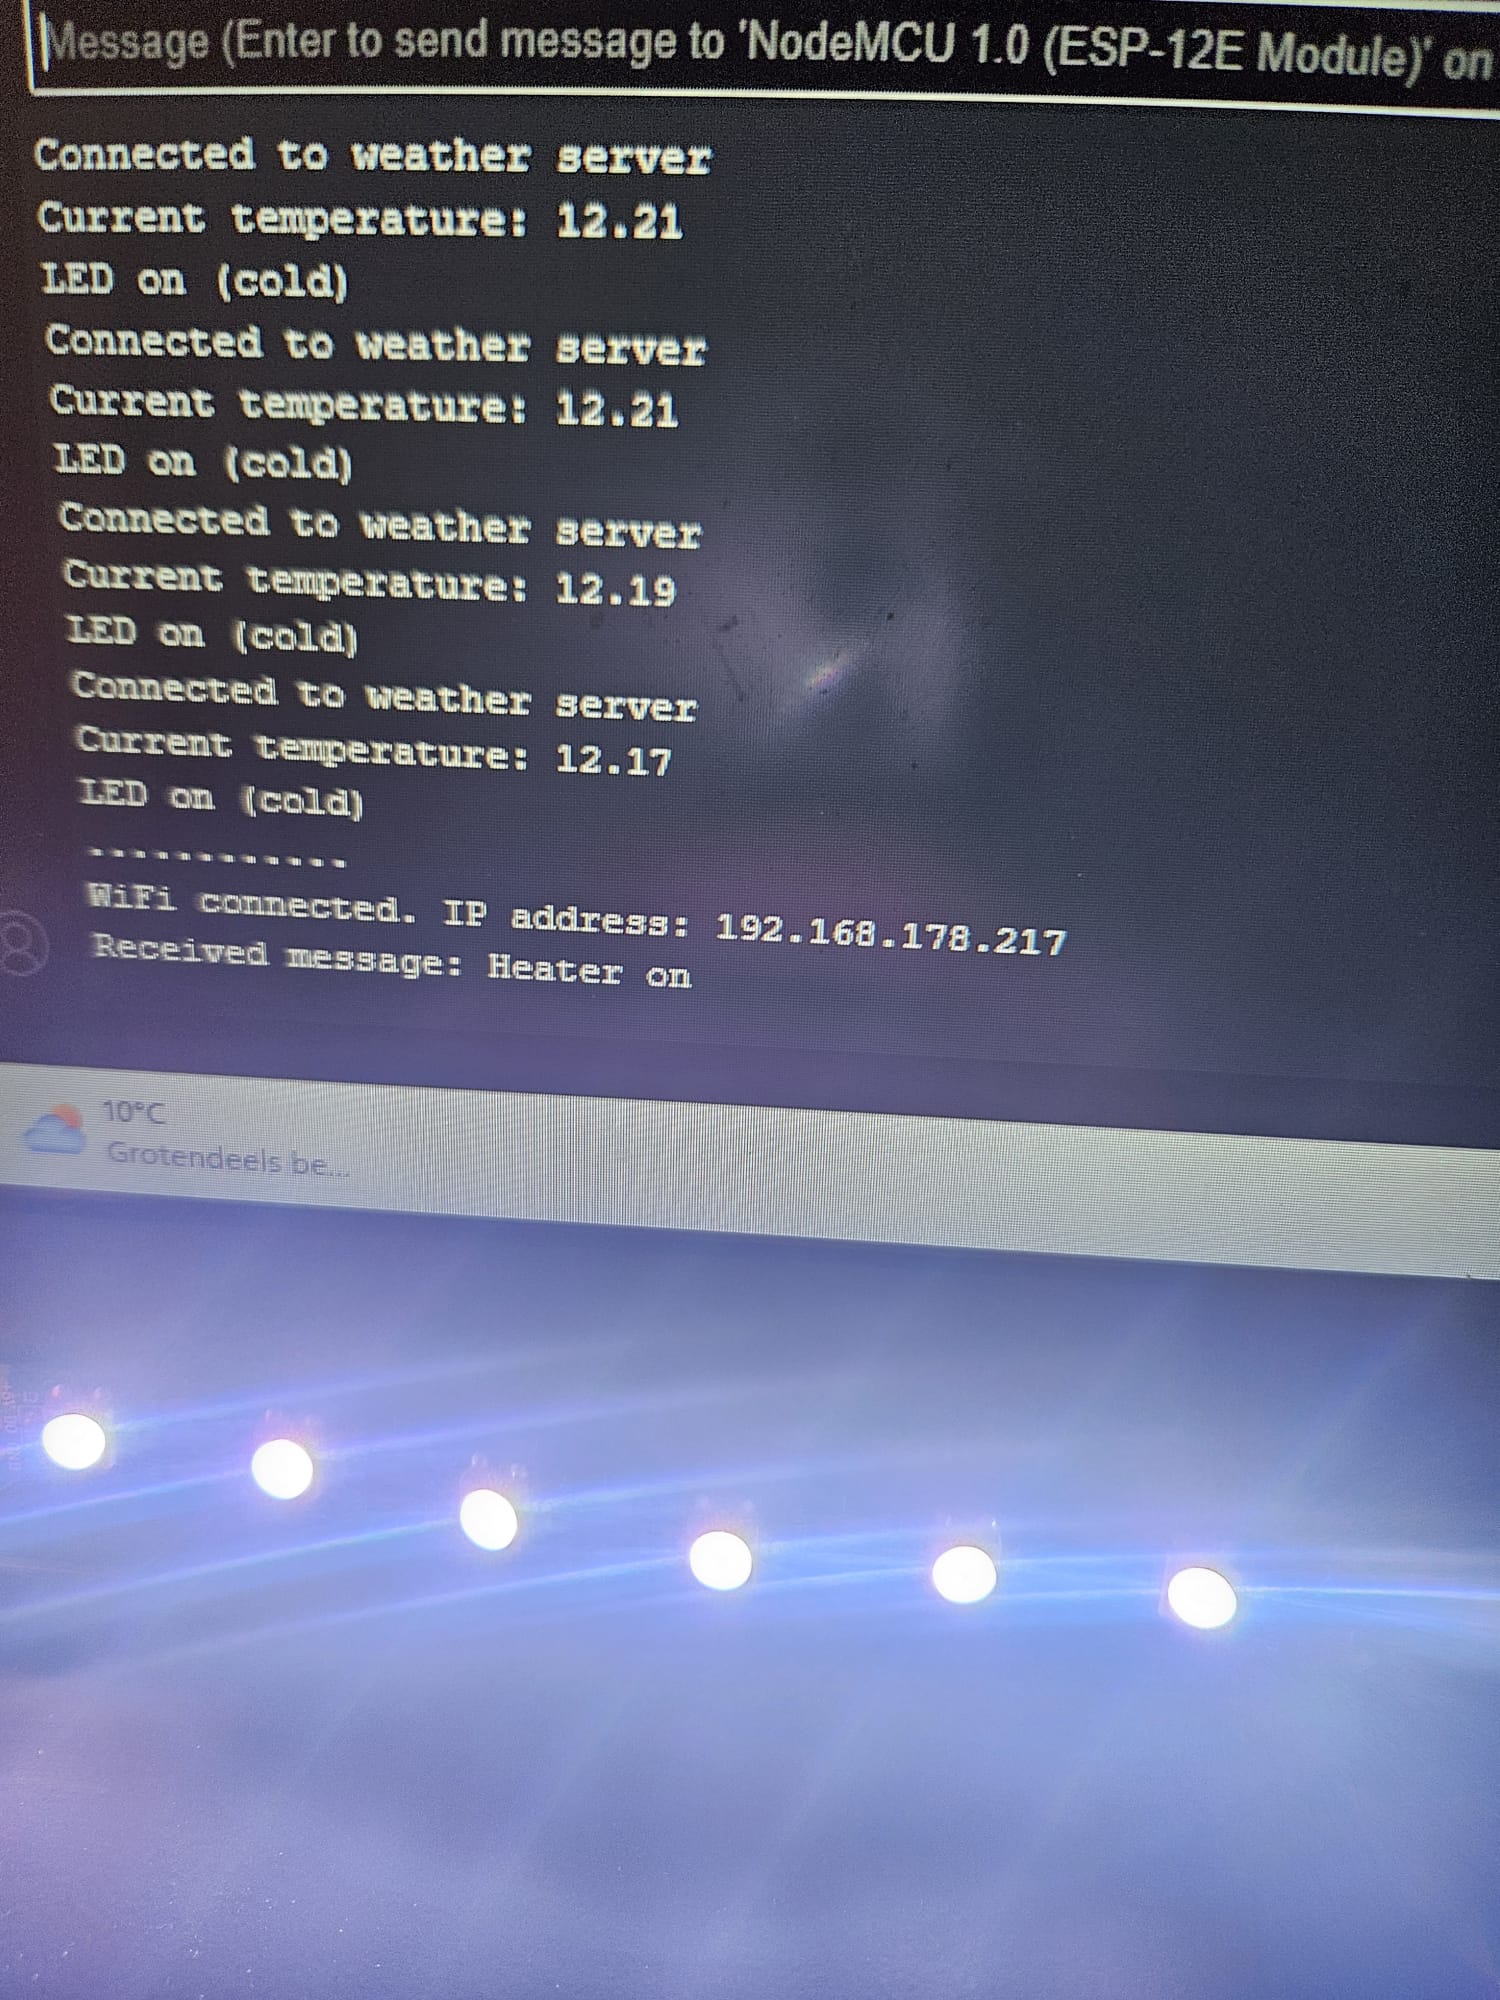 Message (Enter to send message to 'NodeMCU 1.0 (ESP-12E Module)' on
Connected to weather server
Current temperature: 12.21
LED on (cold)
Connected to weather server
Current temperature: 12.21
LED on (cold)
Connected to weather server
Current temperature: 12.19
LED on (cold)
Connected to weather server
Current temperature: 12.17
LED on (cold)
............
WiFi connected. IP address: 192.168.178.217
Received message: Heater on
10°C
Grotendeels be...